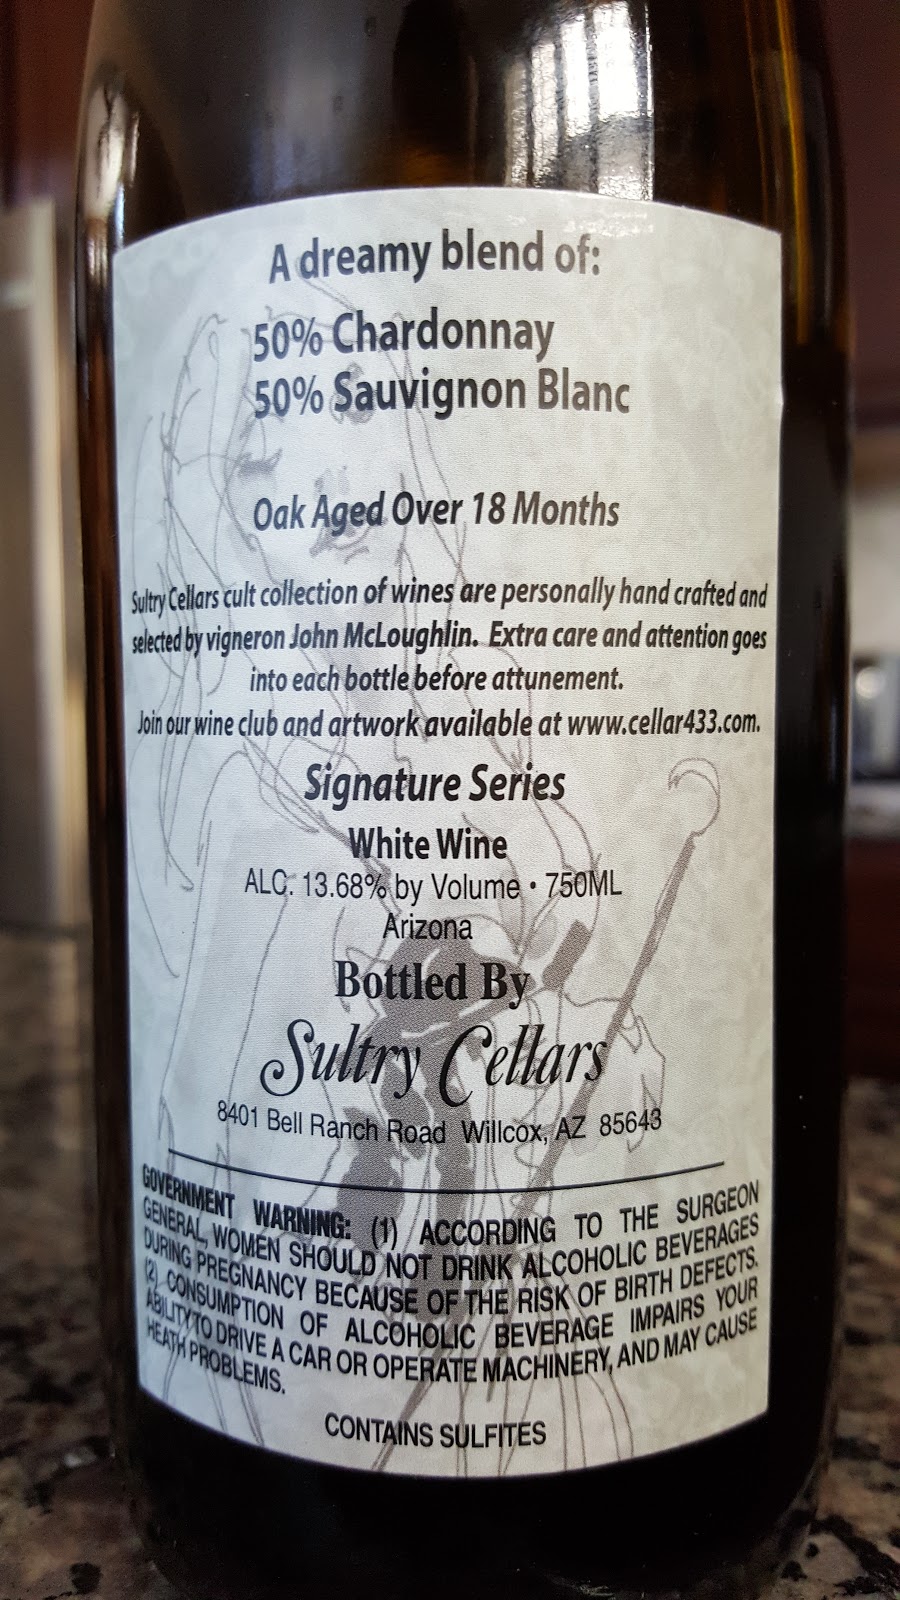 A dreamy blend of:
50% Chardonnay
50% Sauvignon Blanc
Oak Aged Over 18 Months
Sultry Cellars cult collection of wines are personally hand crafted and
selected by vigneron John McLoughlin. Extra care and attention goes
into each bottle before attunement.
Join our wine club and artwork available at www.cellar433.com.
Signature Series
White Wine
ALC. 13.68% by Volume • 750ML
Arizona
Bottled By
Sultry Cellars
8401 Bell Ranch Road Willcox, AZ 85643
GOVERNMENT WARNING: (1) ACCORDING TO THE SURGEON
GENERAL, WOMEN SHOULD NOT DRINK ALCOHOLIC BEVERAGES
DURING PREGNANCY BECAUSE OF THE RISK OF BIRTH DEFECTS.
(2) CONSUMPTION OF ALCOHOLIC BEVERAGE IMPAIRS YOUR
ABILITY TO DRIVE A CAR OR OPERATE MACHINERY, AND MAY CAUSE
HEATH PROBLEMS.
CONTAINS SULFITES